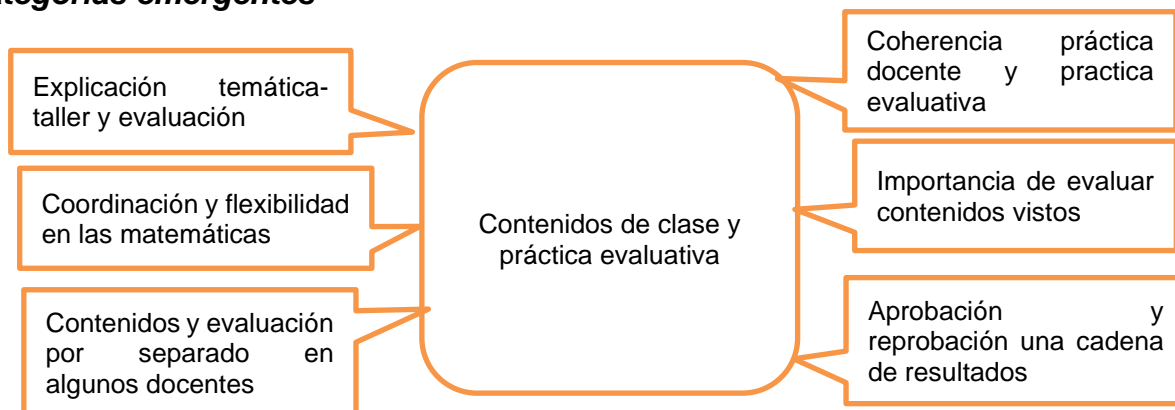 categorías emergentes
Explicación temática-
taller y evaluación
Coordinación y flexibilidad
en las matemáticas
Contenidos y evaluación
por separado en
algunos docentes
Contenidos de clase y
práctica evaluativa
Coherencia práctica
docente y practica
evaluativa
Importancia de evaluar
contenidos vistos
Aprobación y
reprobación una cadena
de resultados